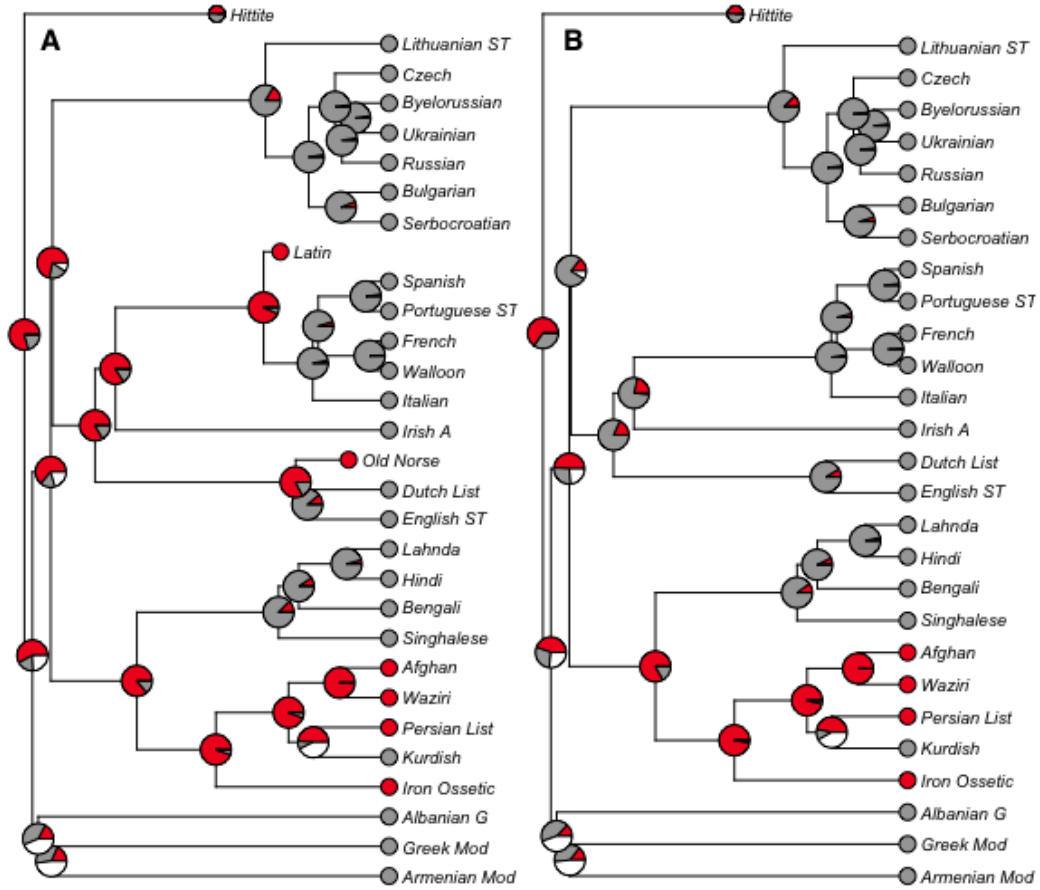 Hittite
A
Lithuanian ST
Czech
Byelorussian
Ukrainian
Russian
Bulgarian
Serbocroatian
Latin
Spanish
Portuguese ST
French
Walloon
Italian
Irish A
Old Norse
Dutch List
English ST
Lahnda
Hindi
Bengali
Singhalese
Afghan
Waziri
Persian List
Kurdish
Iron Ossetic
Albanian G
Greek Mod
Armenian Mod
Hittite
B
Lithuanian ST
Czech
Byelorussian
Ukrainian
Russian
Bulgarian
Serbocroatian
Spanish
Portuguese ST
French
Walloon
Italian
Irish A
Dutch List
English ST
Lahnda
Hindi
Bengali
Singhalese
Afghan
Waziri
Persian List
Kurdish
Iron Ossetic
Albanian G
Greek Mod
Armenian Mod